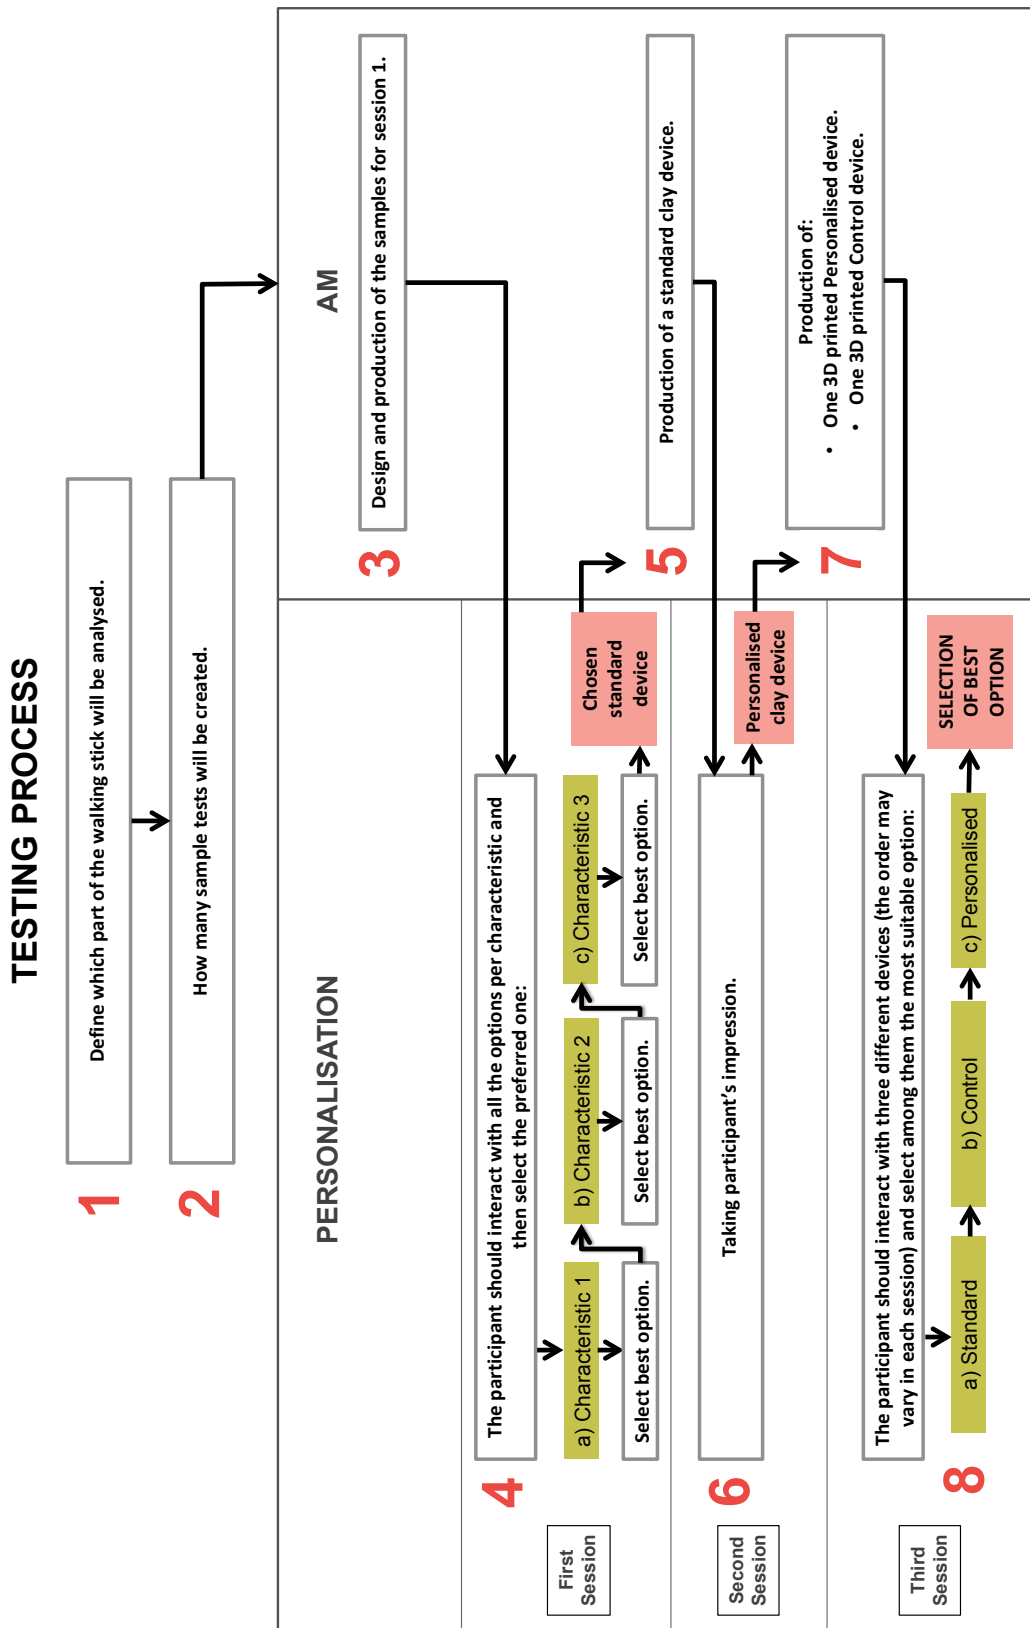 TESTING PROCESS
1
Define which part of the walking stick will be analysed.
2
How many sample tests will be created.
PERSONALISATION
AM
3
Design and production of the samples for session 1.
First
Session
4
The participant should interact with all the options per characteristic and
then select the preferred one:
a) Characteristic 1
Select best option.
b) Characteristic 2
Select best option.
c) Characteristic 3
Select best option.
Chosen
standard
device
5
Production of a standard clay device.
Second
Session
6
Taking participant's impression.
Personalised
clay device
7
Production of:
• One 3D printed Personalised device.
• One 3D printed Control device.
Third
Session
8
The participant should interact with three different devices (the order may
vary in each session) and select among them the most suitable option:
a) Standard
b) Control
c) Personalised
SELECTION
OF BEST
OPTION